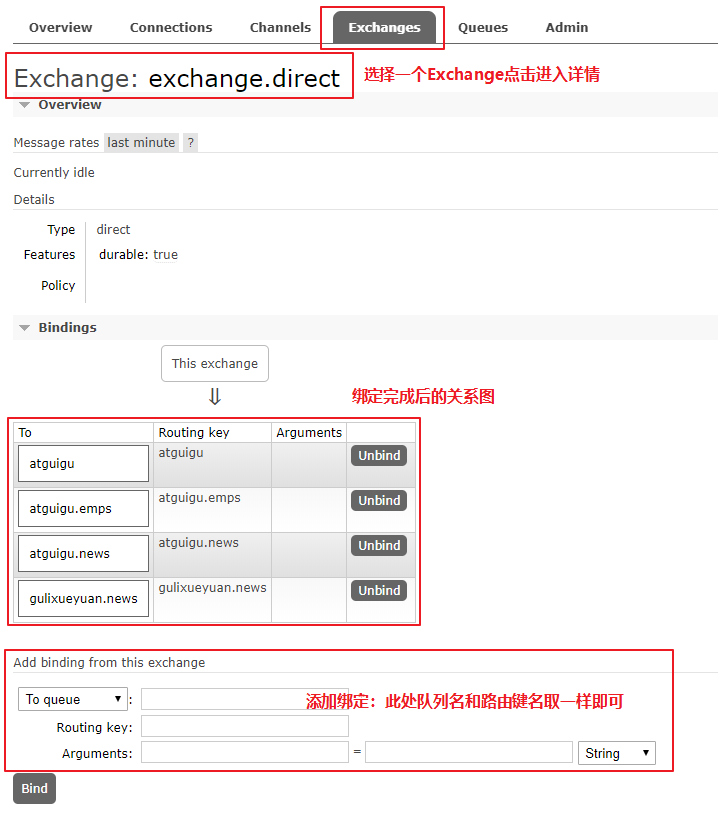 Overview Connections Channels Exchanges Queues Admin
Exchange: exchange.direct 选择一个Exchange点击进入详情
Overview
Message rates last minute ?
Currently idle
Details
Type direct
Features durable: true
Policy
Bindings
This exchange
⇓
绑定完成后的关系图
To Routing key Arguments
atguigu atguigu Unbind
atguigu.emps atguigu.emps Unbind
atguigu.news atguigu.news Unbind
gulixueyuan.news gulixueyuan.news Unbind
Add binding from this exchange
To queue : 添加绑定：此处队列名和路由键名取一样即可
Routing key:
Arguments: = String
Bind